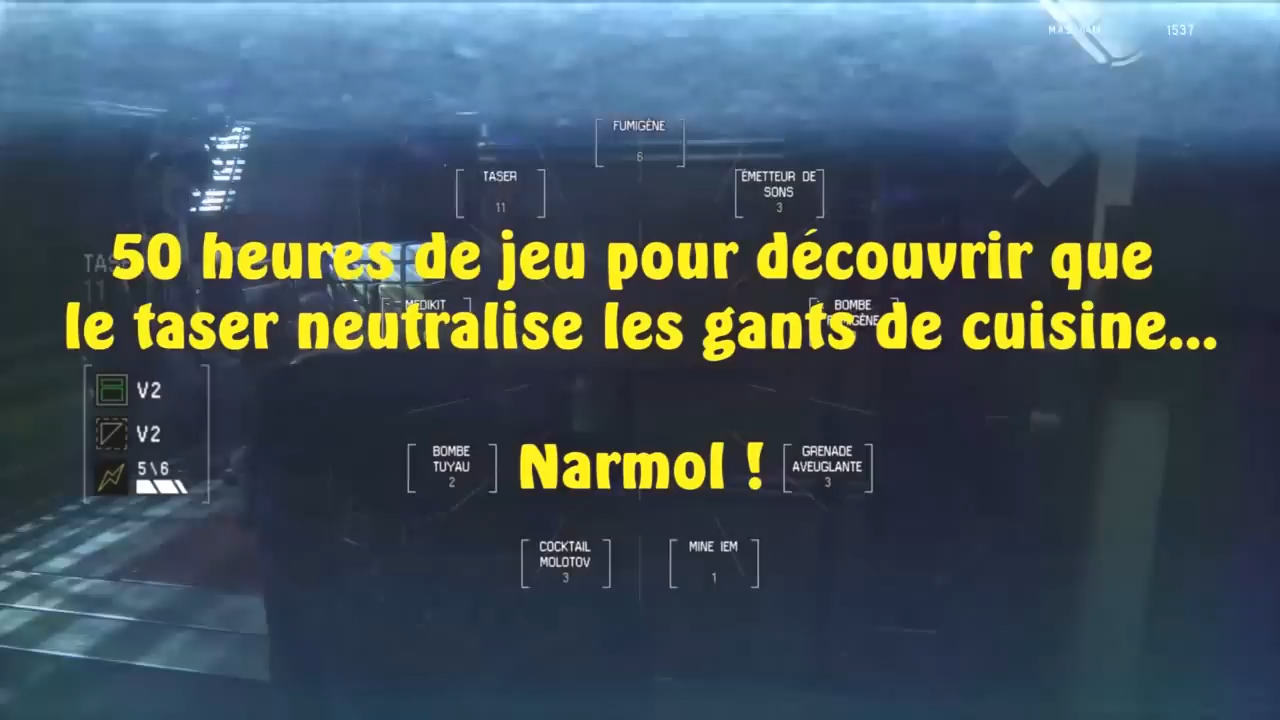 1537
FUMIGÈNE
6
TASER
11
ÉMETTEUR DE
SONS
3
50 heures de jeu pour découvrir que
TAS
11
MEDIKIT
BOMBE
le taser neutralise les gants de cuisine...
V2
V2
5\6
BOMBE
TUYAU
2
Narmol !
GRENADE
AVEUGLANTE
3
COCKTAIL
MOLOTOV
3
MINE IEM
1